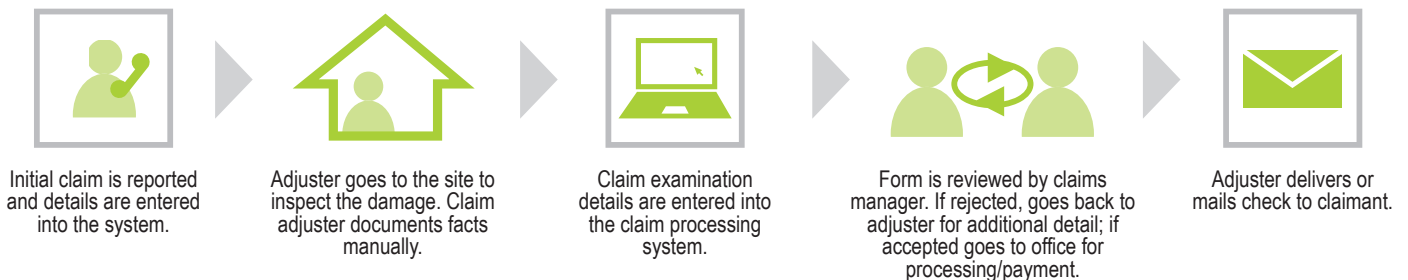 Initial claim is reported
and details are entered
into the system.
Adjuster goes to the site to
inspect the damage. Claim
adjuster documents facts
manually.
Claim examination
details are entered into
the claim processing
system.
Form is reviewed by claims
manager. If rejected, goes back to
adjuster for additional detail; if
accepted goes to office for
processing/payment.
Adjuster delivers or
mails check to claimant.